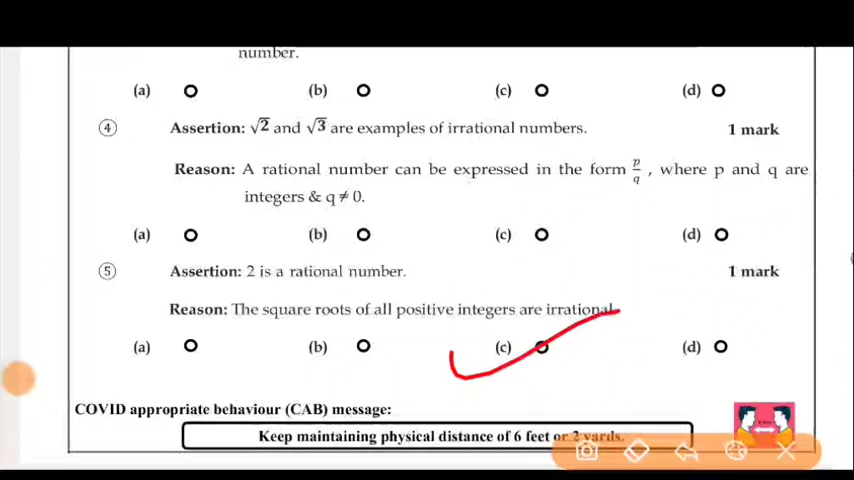 number.
(a) (b) (c) (d)
④ Assertion: √2 and √3 are examples of irrational numbers. 1 mark
Reason: A rational number can be expressed in the form p/q , where p and q are
integers & q ≠ 0.
(a) (b) (c) (d)
⑤ Assertion: 2 is a rational number. 1 mark
Reason: The square roots of all positive integers are irrational.
(a) (b) (c) (d)
COVID appropriate behaviour (CAB) message:
Keep maintaining physical distance of 6 feet or 2 yards.